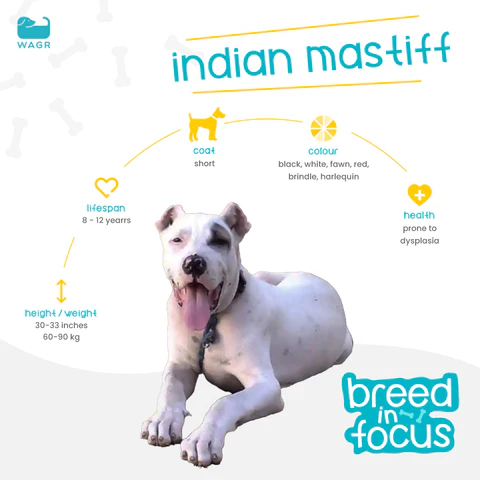 WAGR
indian mastiff
coat
short
colour
black, white, fawn, red,
brindle, harlequin
lifespan
8 - 12 yearrs
health
prone to
dysplasia
height / weight
30-33 inches
60-90 kg
breed
in
focus